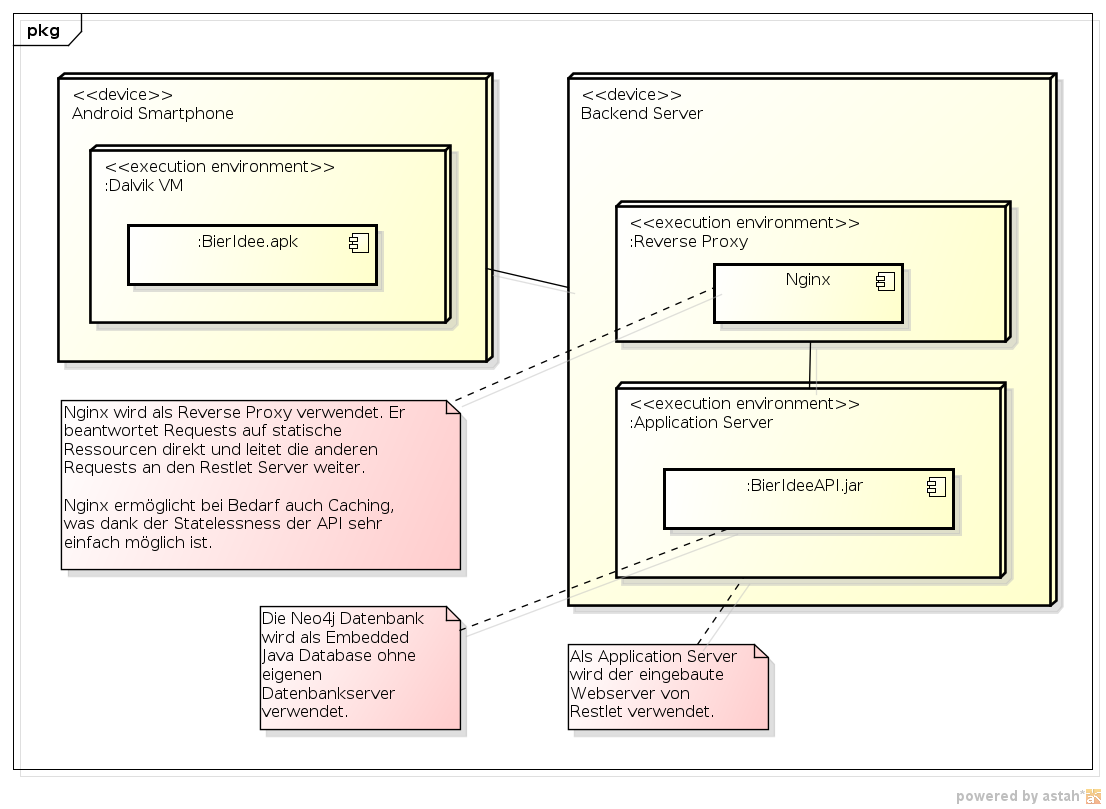 pkg
<<device>>
Android Smartphone
<<execution environment>>
:Dalvik VM
:BierIdee.apk
<<device>>
Backend Server
<<execution environment>>
:Reverse Proxy
Nginx
<<execution environment>>
:Application Server
:BierIdeeAPI.jar
Nginx wird als Reverse Proxy verwendet. Er
beantwortet Requests auf statische
Ressourcen direkt und leitet die anderen
Requests an den Restlet Server weiter.
Nginx ermöglicht bei Bedarf auch Caching,
was dank der Statelessness der API sehr
einfach möglich ist.
Die Neo4j Datenbank
wird als Embedded
Java Database ohne
eigenen
Datenbankserver
verwendet.
Als Application Server
wird der eingebaute
Webserver von
Restlet verwendet.
powered by astah*